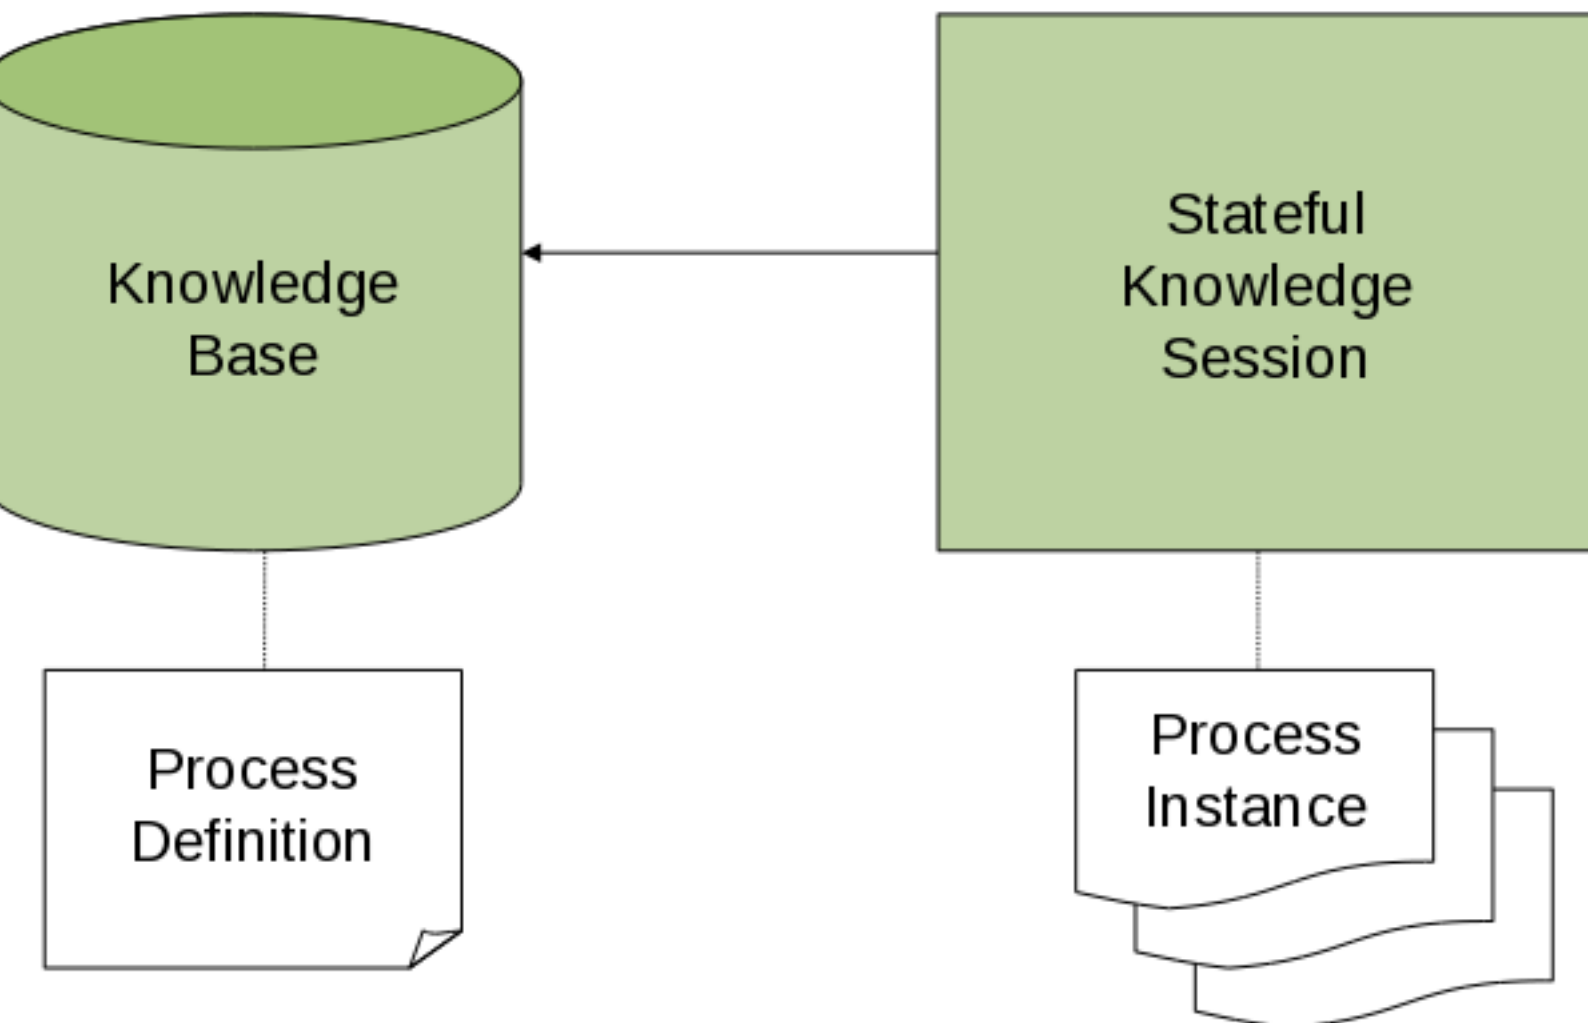 Knowledge
Base
Stateful
Knowledge
Session
Process
Definition
Process
Instance